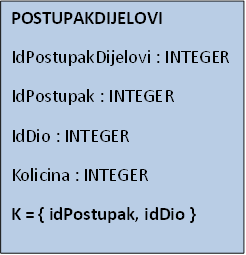 POSTUPAKDIJELOVI
IdPostupakDijelovi : INTEGER
IdPostupak : INTEGER
IdDio : INTEGER
Kolicina : INTEGER
K = { idPostupak, idDio }